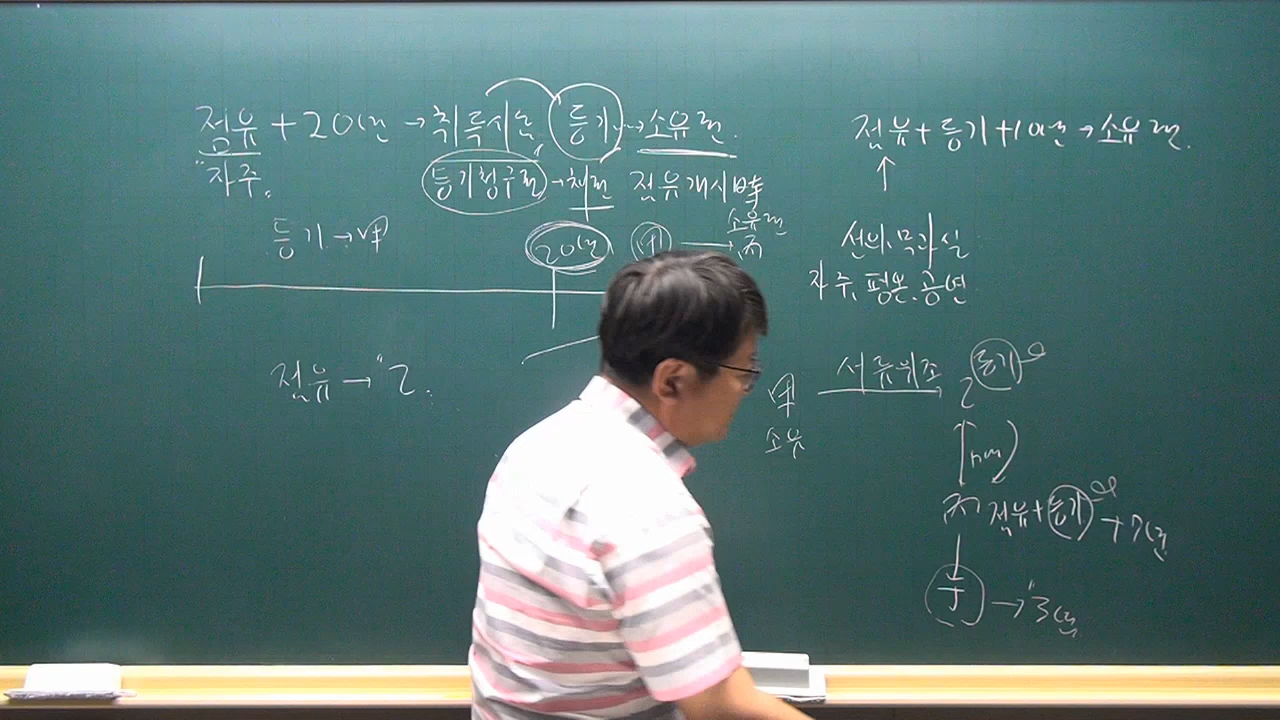 점유 + 20년 → 취득시효, 등기 → 소유권.
"자주.
등기청구권 → 채권 점유개시時
등기 → 甲
20년 甲 → 丙
소유권
점유 → "乙.
점유 + 등기 + 10년 → 소유권.
↑
선의.무과실
자주, 평온.공연
甲 서류위조 乙 등기
소유
매매
丙 점유 + 등기 + 7년
丁 → "3년